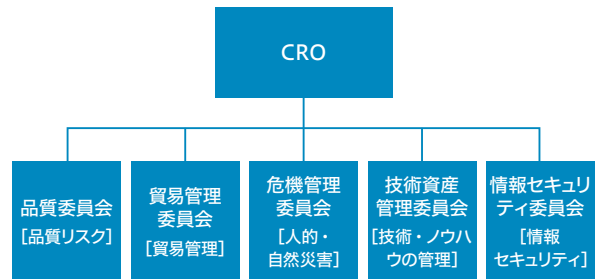 CRO
品質委員会
[品質リスク]
貿易管理
委員会
[貿易管理]
危機管理
委員会
[人的・
自然災害]
技術資産
管理委員会
[技術・ノウハ
ウの管理]
情報セキュリ
ティ委員会
[情報
セキュリティ]